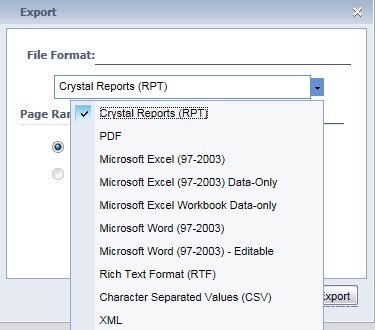 Export
File Format:
Crystal Reports (RPT)
Crystal Reports (RPT)
Page Ran
PDF
Microsoft Excel (97-2003)
Microsoft Excel (97-2003) Data-Only
Microsoft Excel Workbook Data-only
Microsoft Word (97-2003)
Microsoft Word (97-2003) - Editable
Rich Text Format (RTF)
Character Separated Values (CSV)
Export
XML